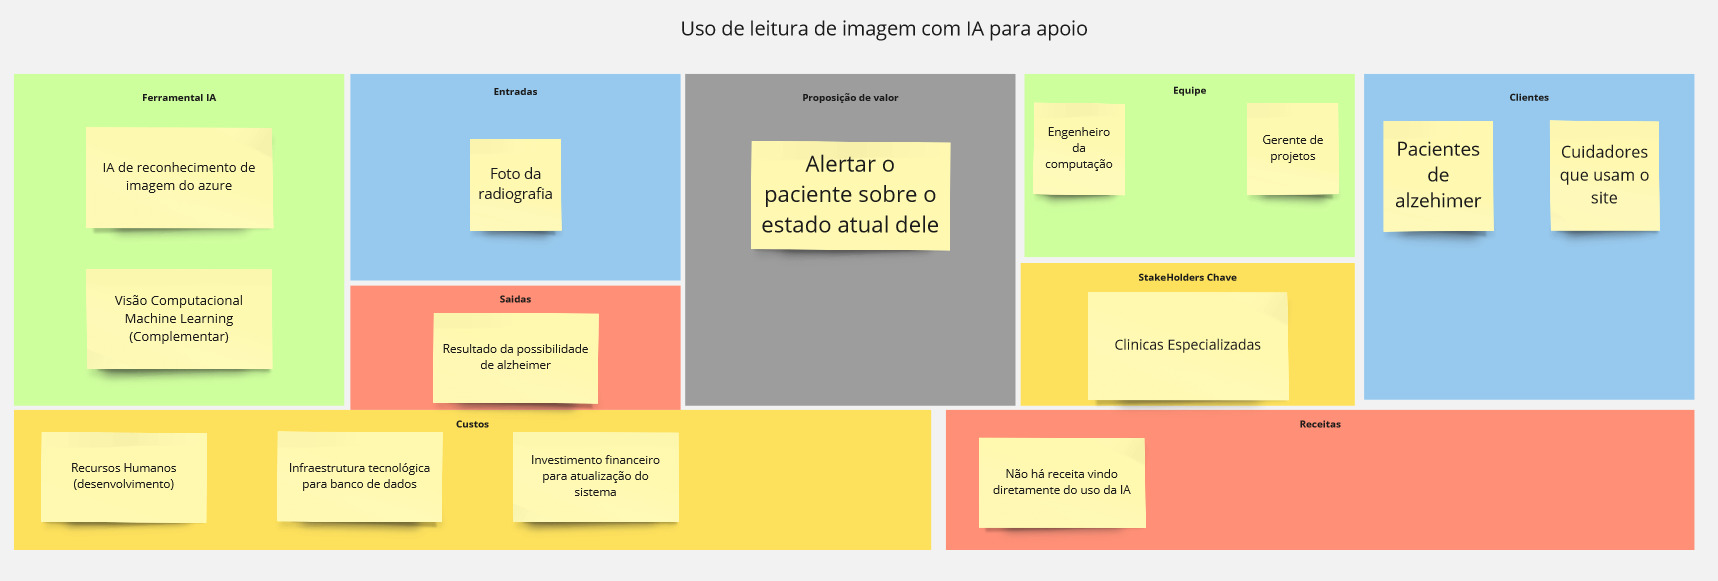 Uso de leitura de imagem com IA para apoio
Ferramental IA
IA de reconhecimento de
imagem do azure
Visão Computacional
Machine Learning
(Complementar)
Entradas
Foto da
radiografia
Saidas
Resultado da possibilidade
de alzheimer
Proposição de valor
Alertar o
paciente sobre o
estado atual dele
Equipe
Engenheiro
da
computação
Gerente de
projetos
StakeHolders Chave
Clinicas Especializadas
Clientes
Pacientes
de
alzehimer
Cuidadores
que usam o
site
Custos
Recursos Humanos
(desenvolvimento)
Infraestrutura tecnológica
para banco de dados
Investimento financeiro
para atualização do
sistema
Receitas
Não há receita vindo
diretamente do uso da IA